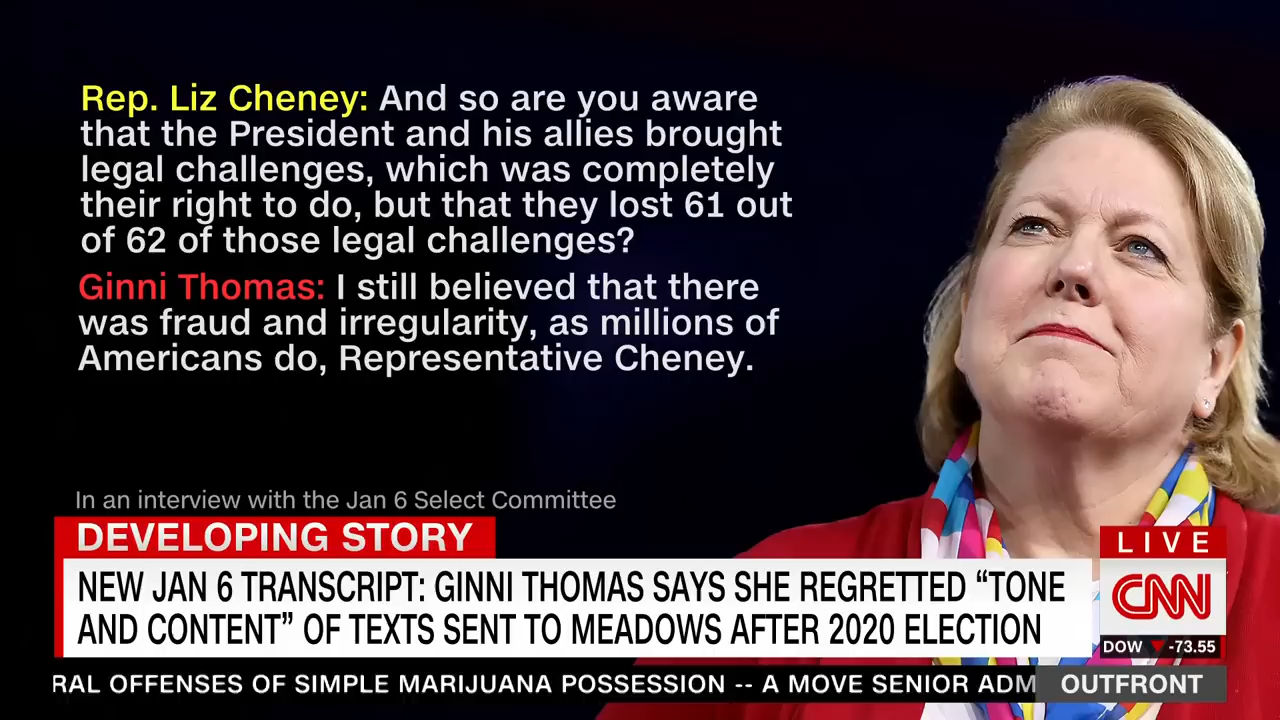 Rep. Liz Cheney: And so are you aware
that the President and his allies brought
legal challenges, which was completely
their right to do, but that they lost 61 out
of 62 of those legal challenges?
Ginni Thomas: I still believed that there
was fraud and irregularity, as millions of
Americans do, Representative Cheney.
In an interview with the Jan 6 Select Committee
DEVELOPING STORY
NEW JAN 6 TRANSCRIPT: GINNI THOMAS SAYS SHE REGRETTED “TONE
AND CONTENT” OF TEXTS SENT TO MEADOWS AFTER 2020 ELECTION
LIVE
CNN
DOW -73.55
RAL OFFENSES OF SIMPLE MARIJUANA POSSESSION -- A MOVE SENIOR ADM
OUTFRONT